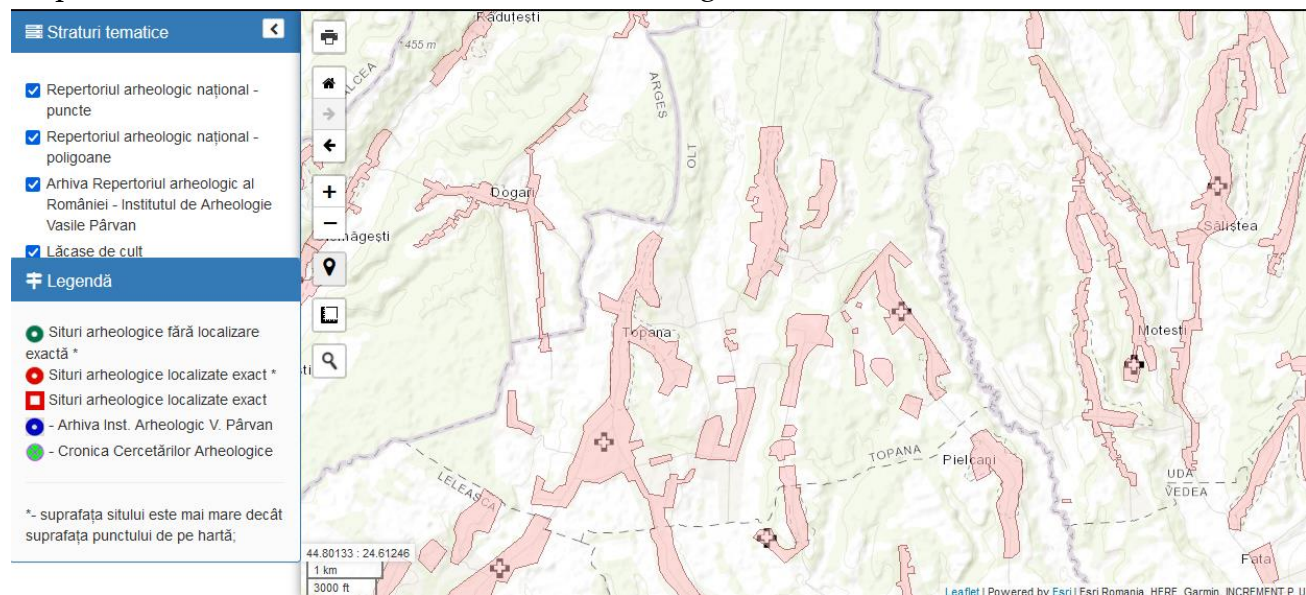 Straturi tematice
Repertoriul arheologic național -
puncte
Repertoriul arheologic național -
poligoane
Arhiva Repertoriul arheologic al
României - Institutul de Arheologie
Vasile Pârvan
Lăcașe de cult
Legendă
Situri arheologice fără localizare
exactă *
Situri arheologice localizate exact *
Situri arheologice localizate exact
- Arhiva Inst. Arheologic V. Pârvan
- Cronica Cercetărilor Arheologice
*- suprafața sitului este mai mare decât
suprafața punctului de pe hartă;
Rădutești
455 m
ARGEȘ
OLT
Dogari
Săliștea
Topana
Motești
TOPANA
Pielcani
LELEASCA
UDA
VEDEA
Fata
44.80133 : 24.61246
1 km
3000 ft
Leaflet | Powered by Esri | Esri Romania, HERE, Garmin, INCREMENT P, U